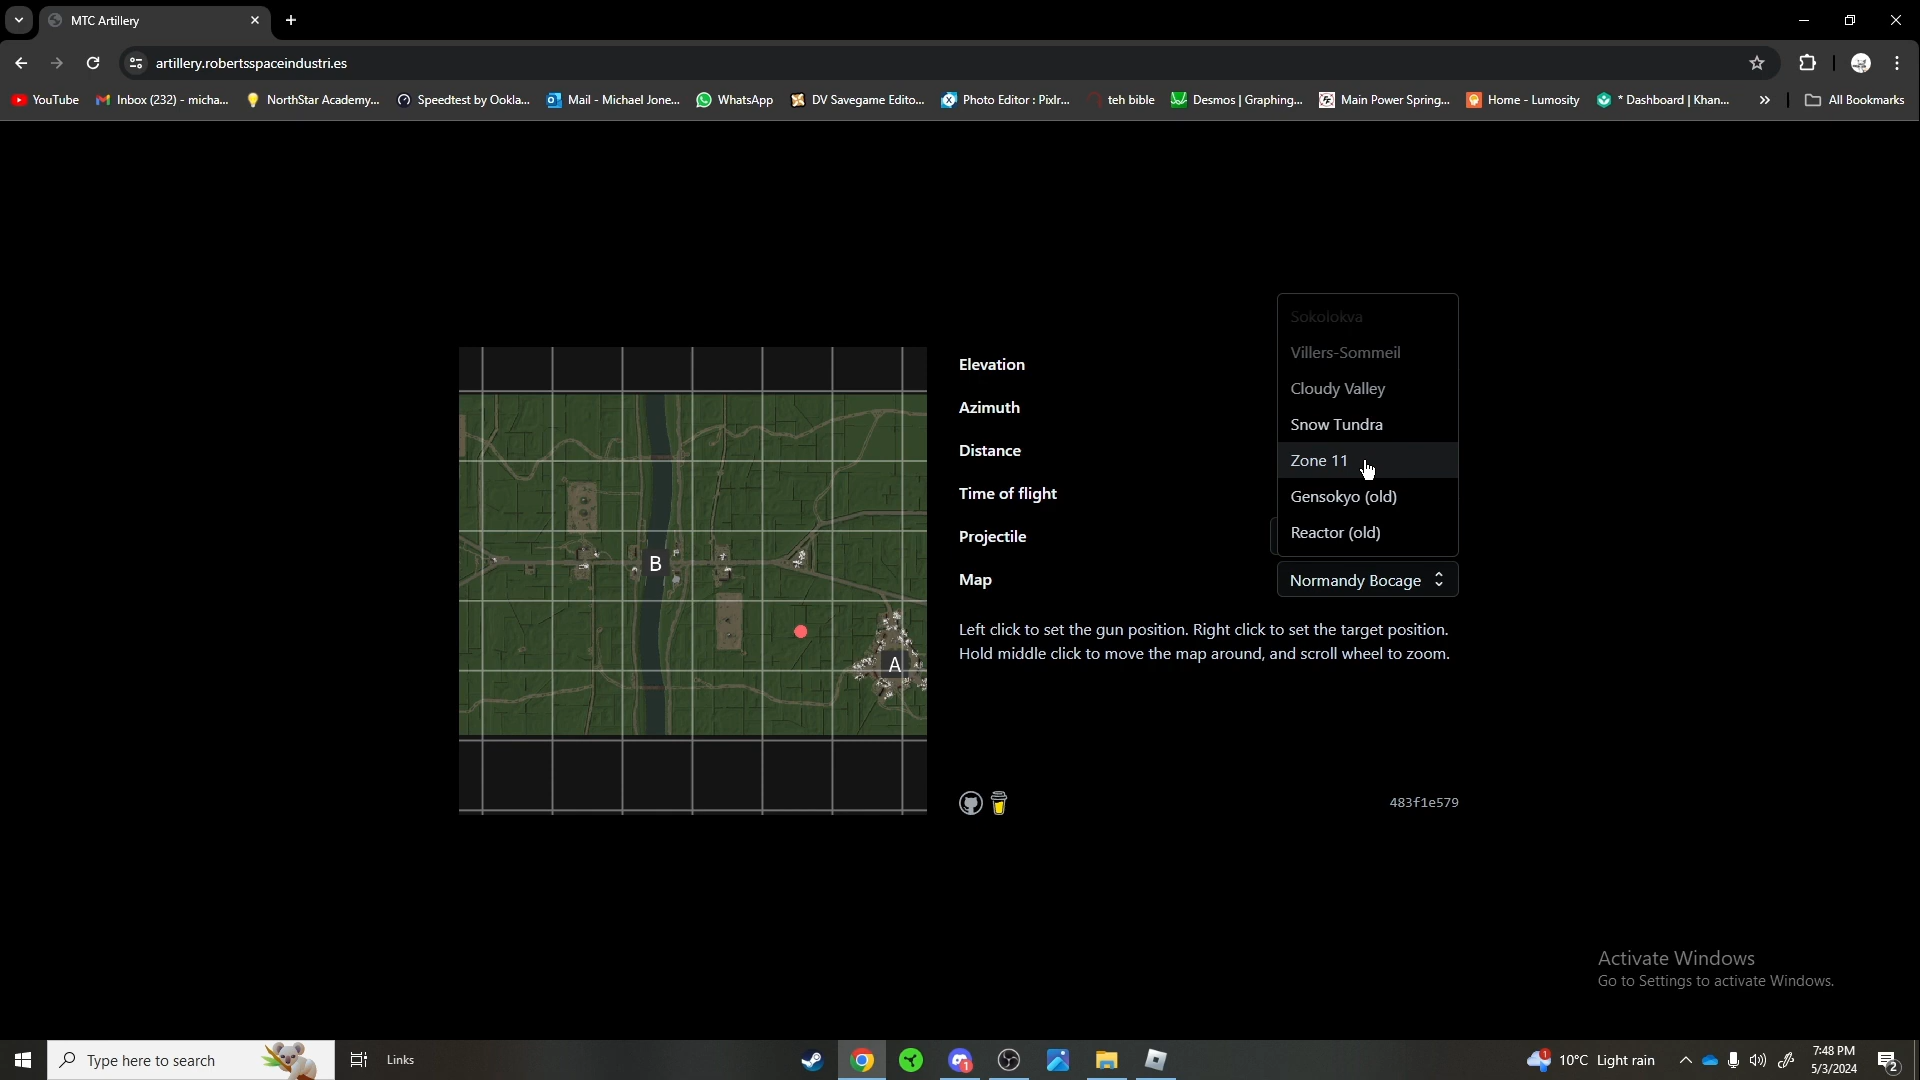 MTC Artillery
artillery.robertsspaceindustri.es
YouTube
Inbox (232) - micha...
NorthStar Academy...
Speedtest by Ookla...
Mail - Michael Jone...
WhatsApp
DV Savegame Edito...
Photo Editor : Pixlr...
teh bible
Desmos | Graphing...
Main Power Spring...
Home - Lumosity
* Dashboard | Khan...
All Bookmarks
Sokolokva
Villers-Sommeil
Cloudy Valley
Snow Tundra
Zone 11
Gensokyo (old)
Reactor (old)
Elevation
Azimuth
Distance
Time of flight
Projectile
Map
Normandy Bocage
B
A
Left click to set the gun position. Right click to set the target position.
Hold middle click to move the map around, and scroll wheel to zoom.
483f1e579
Activate Windows
Go to Settings to activate Windows.
Type here to search
Links
1
1
10°C Light rain
7:48 PM
5/3/2024
2